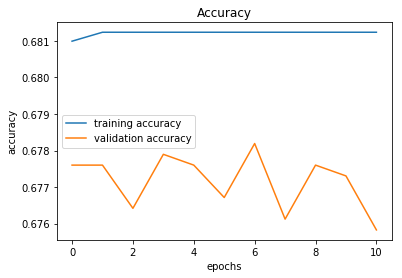 Accuracy
0.681
0.680
0.679
0.678
0.677
0.676
accuracy
training accuracy
validation accuracy
0 2 4 6 8 10
epochs